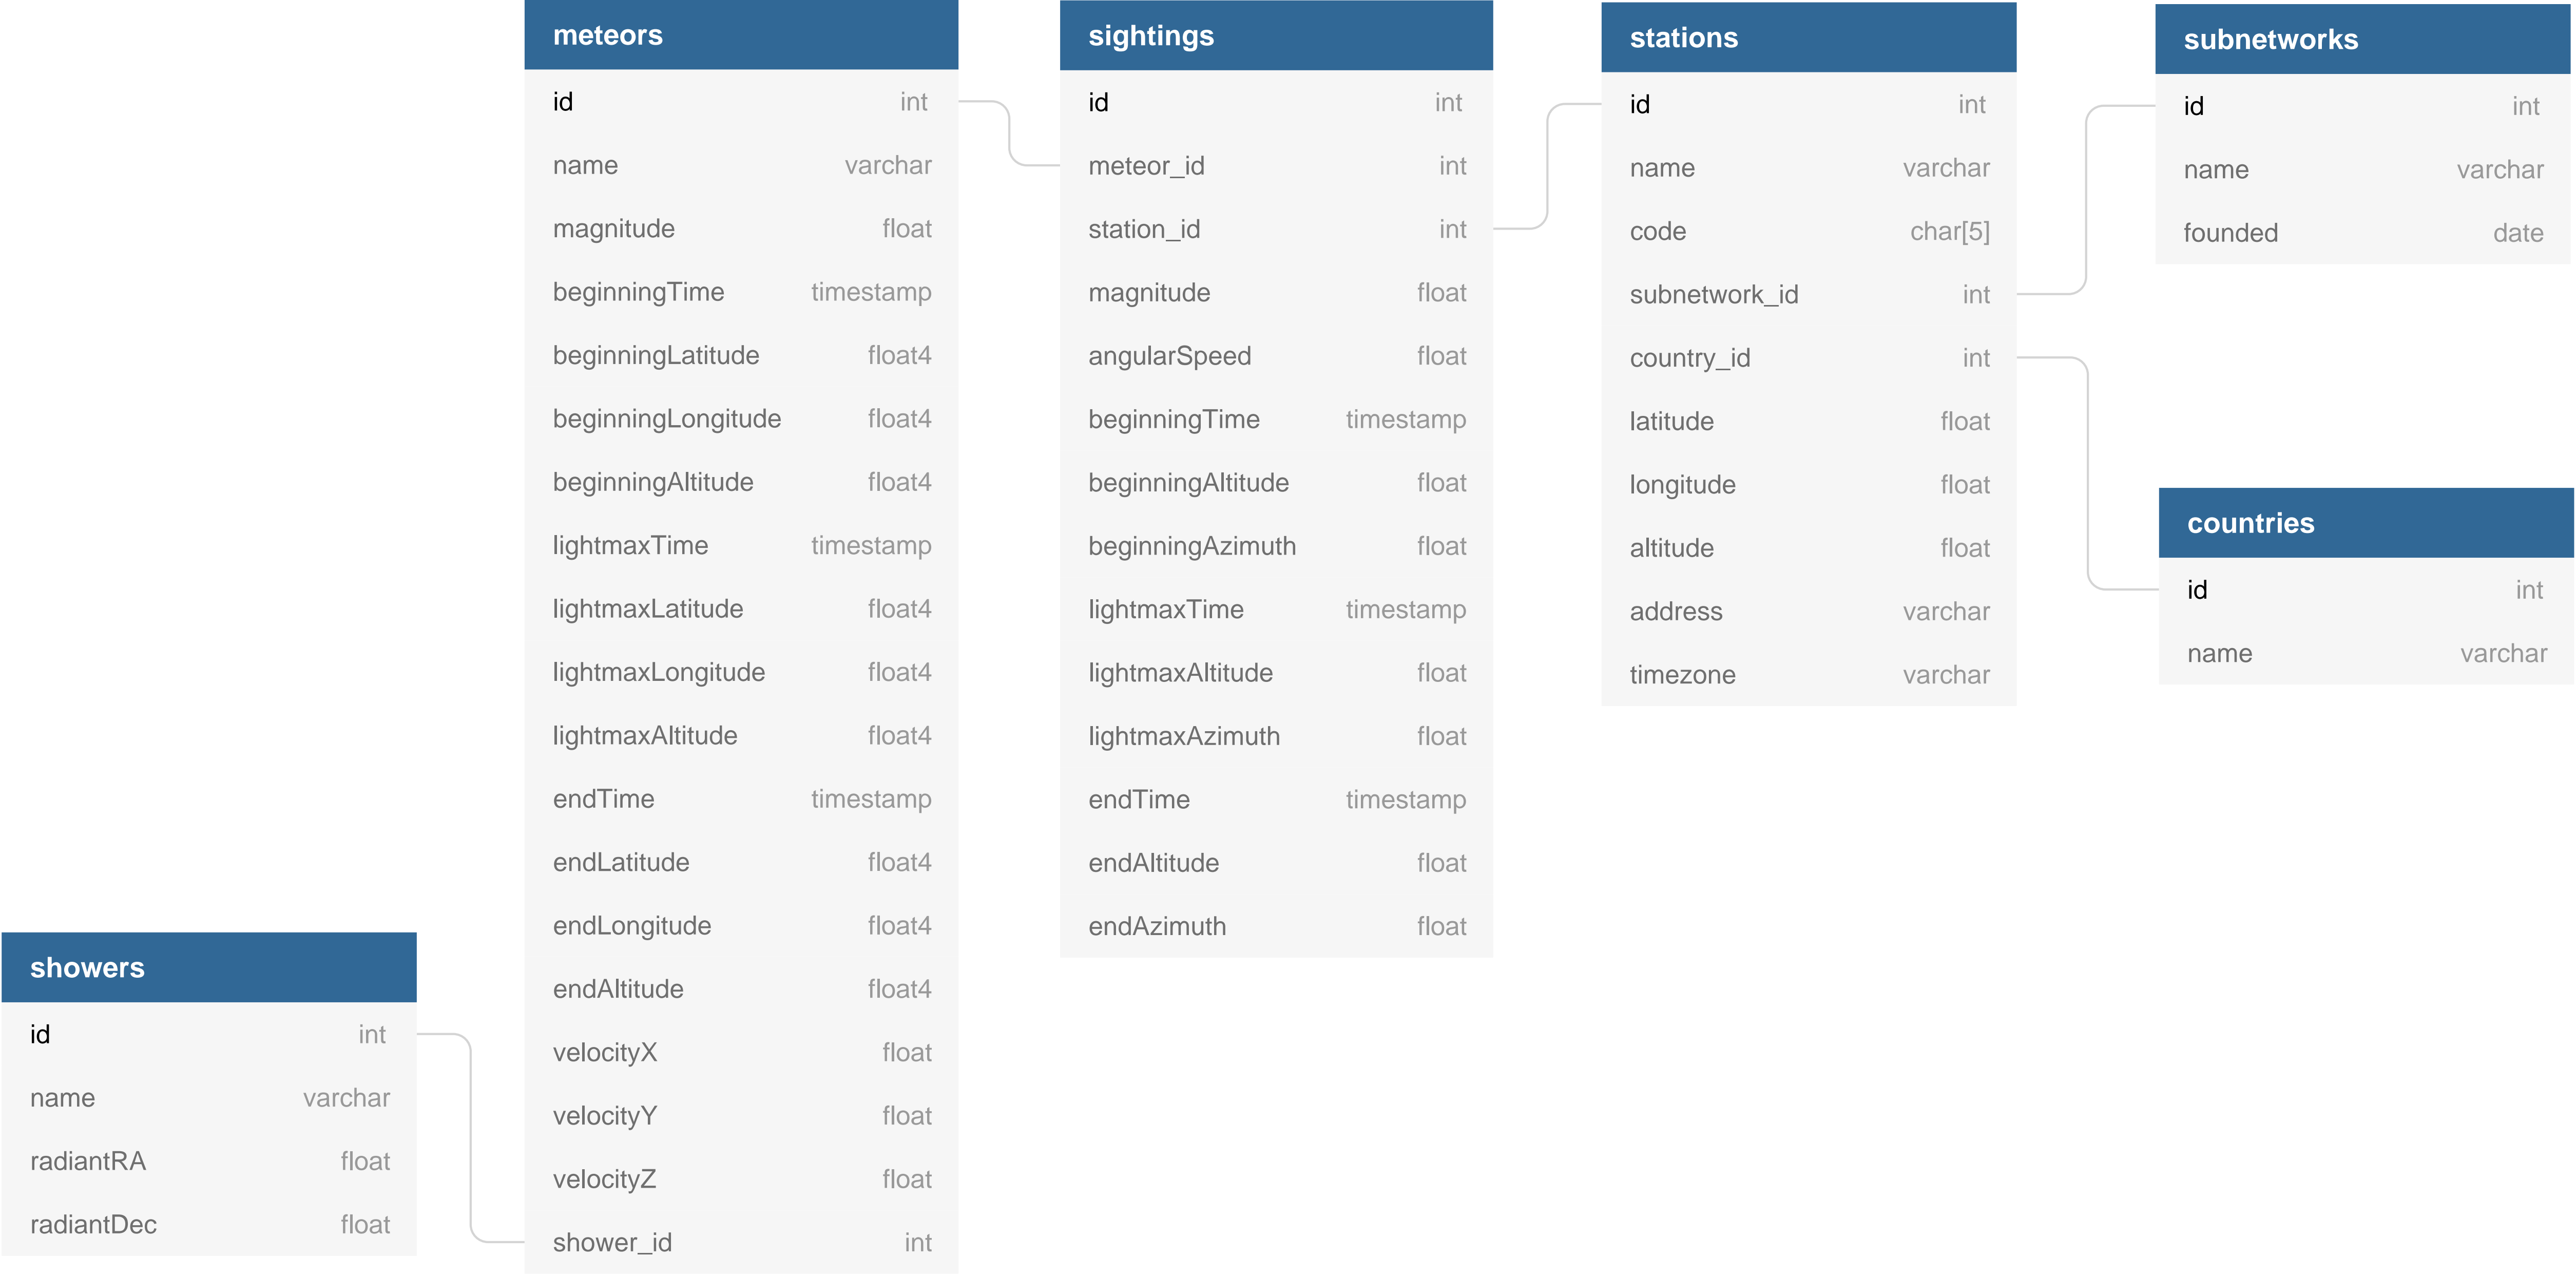 meteors
id int
name varchar
magnitude float
beginningTime timestamp
beginningLatitude float4
beginningLongitude float4
beginningAltitude float4
lightmaxTime timestamp
lightmaxLatitude float4
lightmaxLongitude float4
lightmaxAltitude float4
endTime timestamp
endLatitude float4
endLongitude float4
endAltitude float4
velocityX float
velocityY float
velocityZ float
shower_id int
sightings
id int
meteor_id int
station_id int
magnitude float
angularSpeed float
beginningTime timestamp
beginningAltitude float
beginningAzimuth float
lightmaxTime timestamp
lightmaxAltitude float
lightmaxAzimuth float
endTime timestamp
endAltitude float
endAzimuth float
stations
id int
name varchar
code char[5]
subnetwork_id int
country_id int
latitude float
longitude float
altitude float
address varchar
timezone varchar
subnetworks
id int
name varchar
founded date
countries
id int
name varchar
showers
id int
name varchar
radiantRA float
radiantDec float